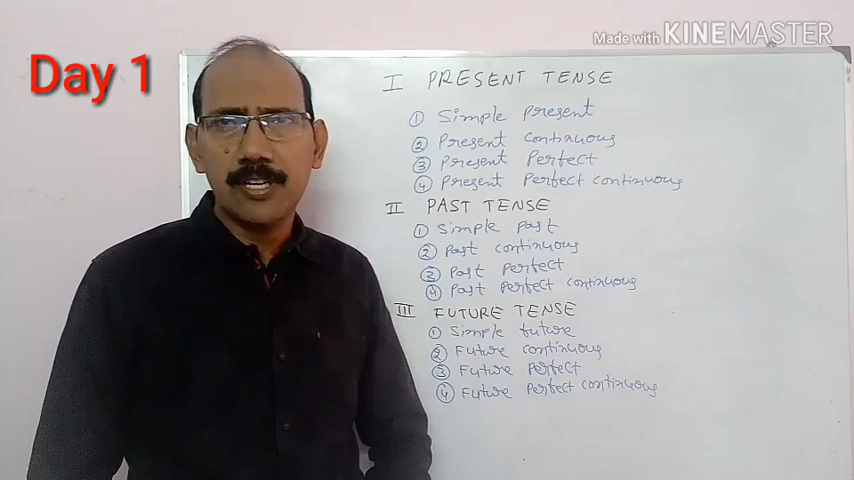 Made with KINEMASTER
Day 1
I PRESENT TENSE
① Simple present
② Present continuous
③ Present Perfect
④ Present Perfect continuous
II PAST TENSE
① Simple past
② Past continuous
③ Past perfect
④ Past perfect continuous
III FUTURE TENSE
① Simple future
② Future continuous
③ Future perfect
④ Future perfect continuous